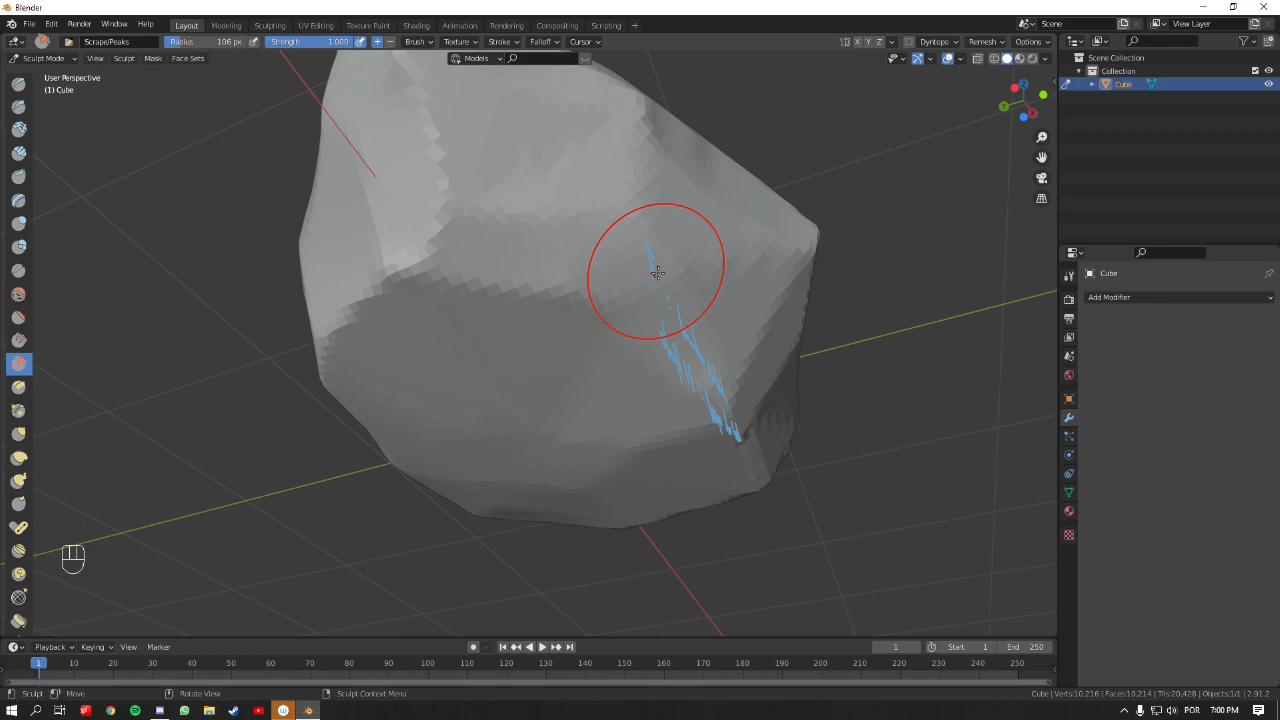 Blender
File Edit Render Window Help Layout Modeling Sculpting UV Editing Texture Paint Shading Animation Rendering Compositing Scripting + Scene View Layer
Scrape/Peaks Radius 106 px Strength 1.000 Brush Texture Stroke Falloff Cursor X Y Z Dyntopo Remesh Options
Sculpt Mode View Sculpt Mask Face Sets Models
Scene Collection
Collection
Cube
User Perspective
(1) Cube
Z
Y
X
Cube
Add Modifier
Playback Keying View Marker 1 Start 1 End 250
1 10 20 30 40 50 60 70 80 90 100 110 120 130 140 150 160 170 180 190 200 210 220 230 240 250
Sculpt Move Rotate View Sculpt Context Menu Cube | Verts:10,216 | Faces:10,214 | Tris:20,428 | Objects:1/1 | 2.91.2
POR 7:00 PM